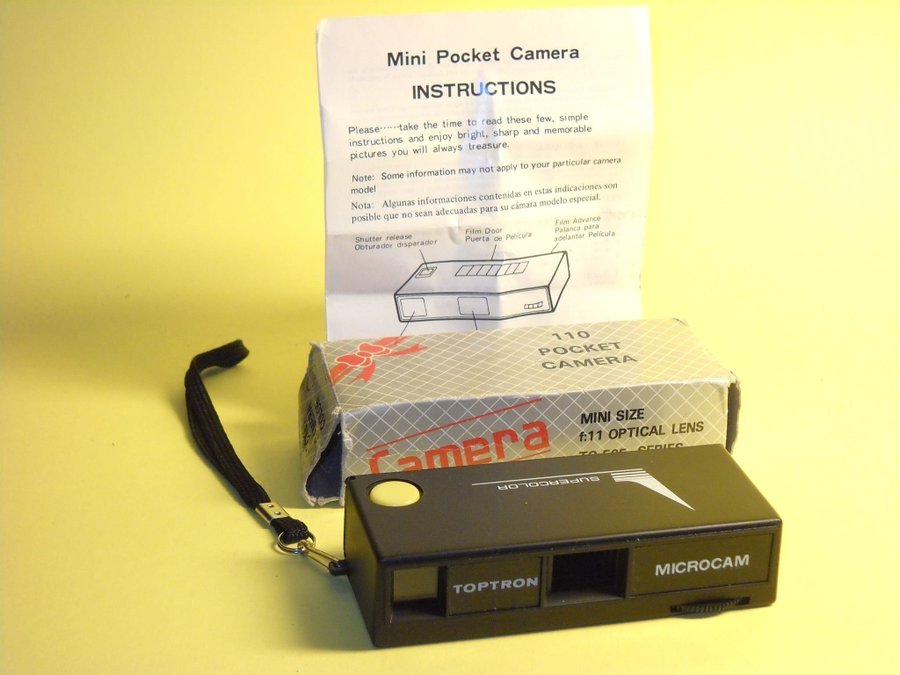 Mini Pocket Camera
INSTRUCTIONS
Please······take the time to read these few, simple
instructions and enjoy bright, sharp and memorable
pictures you will always treasure.
Note: Some information may not apply to your particular camera
model
Nota: Algunas informaciones contenidas en estas indicaciones son
posible que no sean adecuadas para su cámara modelo especial.
Shutter release
Obturador disparador
Film Door
Puerta de Película
Film Advance
Palanca para
adelantar Película
110
POCKET
CAMERA
Camera
MINI SIZE
f:11 OPTICAL LENS
SERIES
SUPERCOLOR
TOPTRON
MICROCAM